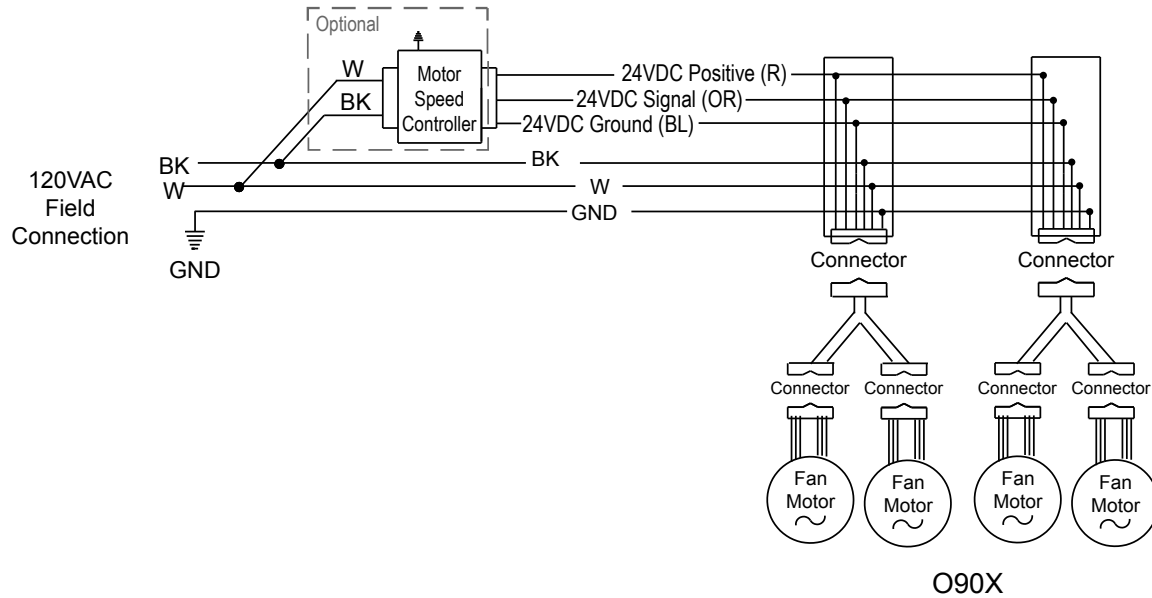 Optional
W
BK
Motor
Speed
Controller
24VDC Positive (R)
24VDC Signal (OR)
24VDC Ground (BL)
120VAC
Field
Connection
BK
W
BK
W
GND
GND
Connector
Connector
Connector
Connector
Connector
Connector
Fan
Motor
Fan
Motor
Fan
Motor
Fan
Motor
O90X